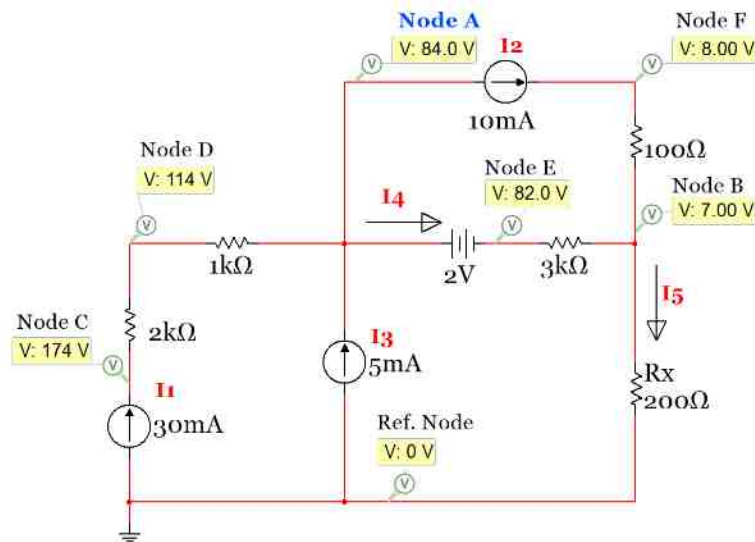 Node A
V: 84.0 V
I2
10mA
Node F
V: 8.00 V
100Ω
Node D
V: 114 V
Node E
V: 82.0 V
Node B
V: 7.00 V
I4
1kΩ
2V
3kΩ
I5
Node C
V: 174 V
2kΩ
I1
30mA
I3
5mA
Rx
200Ω
Ref. Node
V: 0 V
V
V
V
V
V
V
V